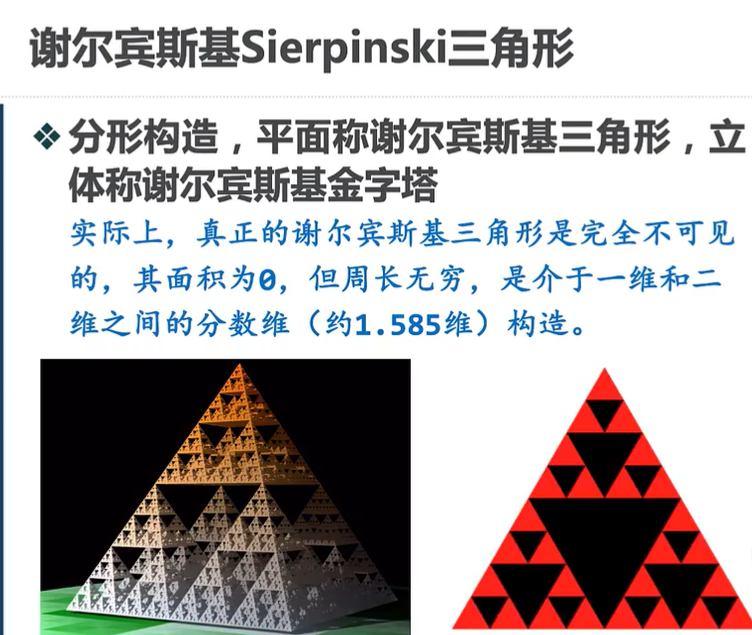 谢尔宾斯基Sierpinski三角形
❖分形构造，平面称谢尔宾斯基三角形，立
体称谢尔宾斯基金字塔
实际上，真正的谢尔宾斯基三角形是完全不可见
的，其面积为0，但周长无穷，是介于一维和二
维之间的分数维（约1.585维）构造。